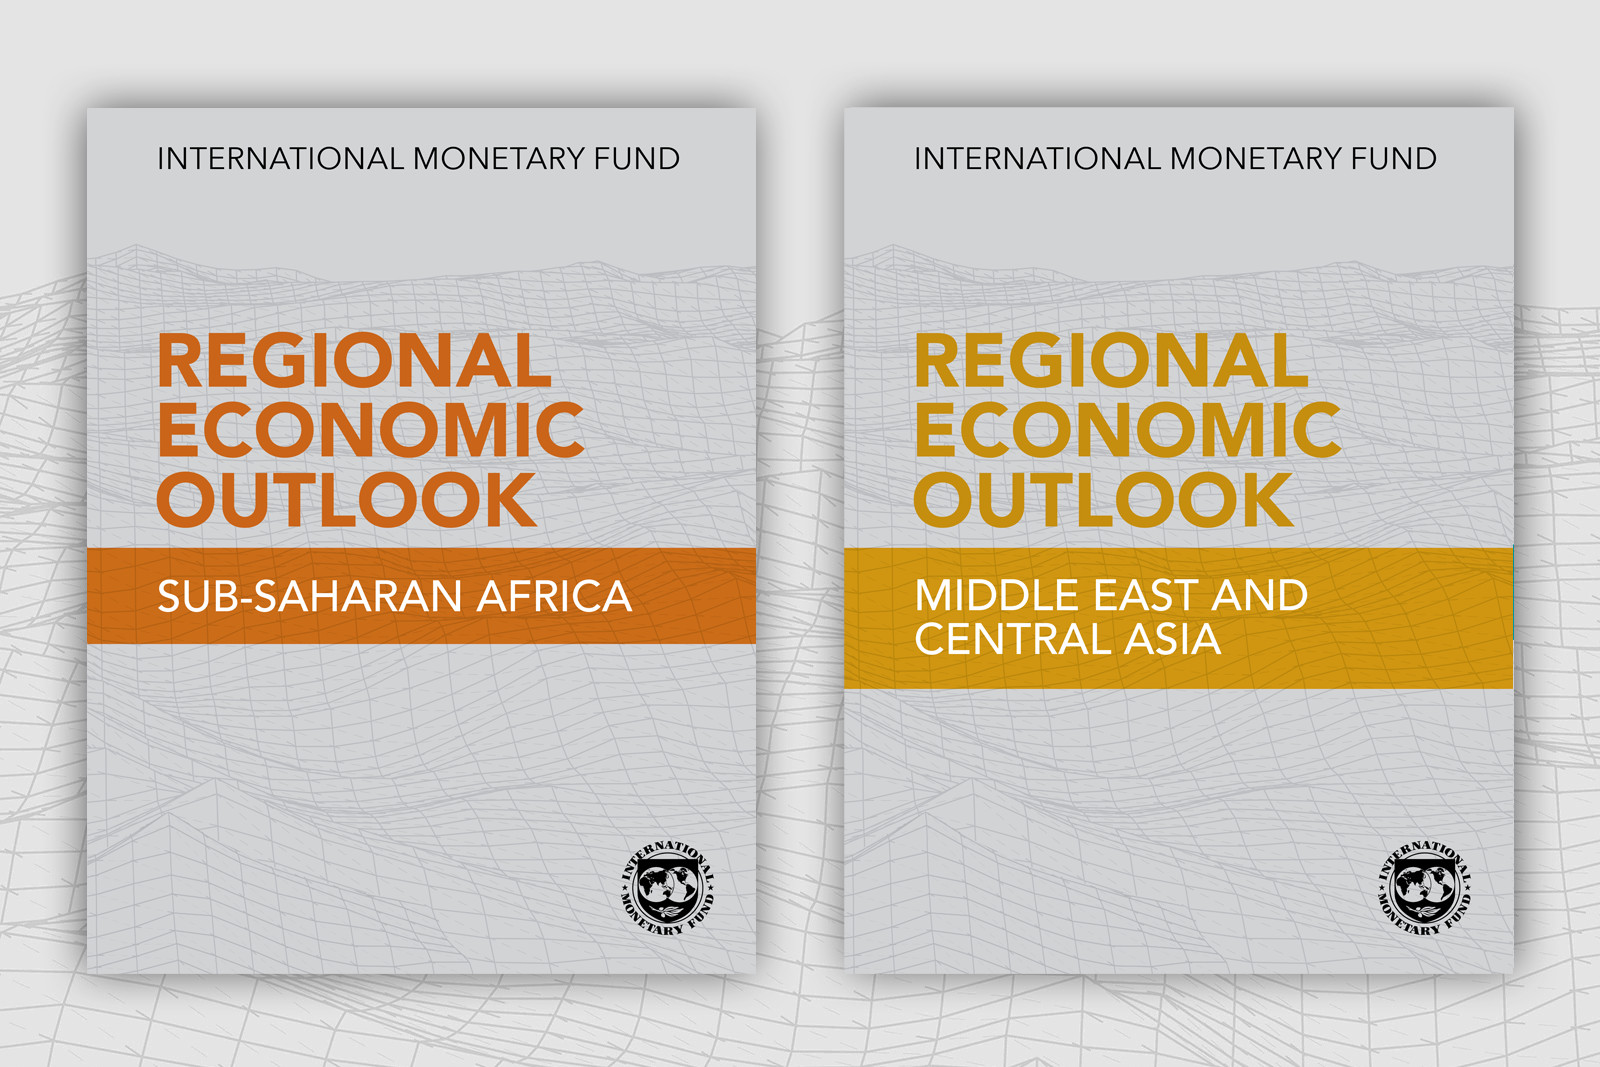 INTERNATIONAL MONETARY FUND
REGIONAL
ECONOMIC
OUTLOOK
SUB-SAHARAN AFRICA
INTERNATIONAL
MONETARY FUND
INTERNATIONAL MONETARY FUND
REGIONAL
ECONOMIC
OUTLOOK
MIDDLE EAST AND
CENTRAL ASIA
INTERNATIONAL
MONETARY FUND